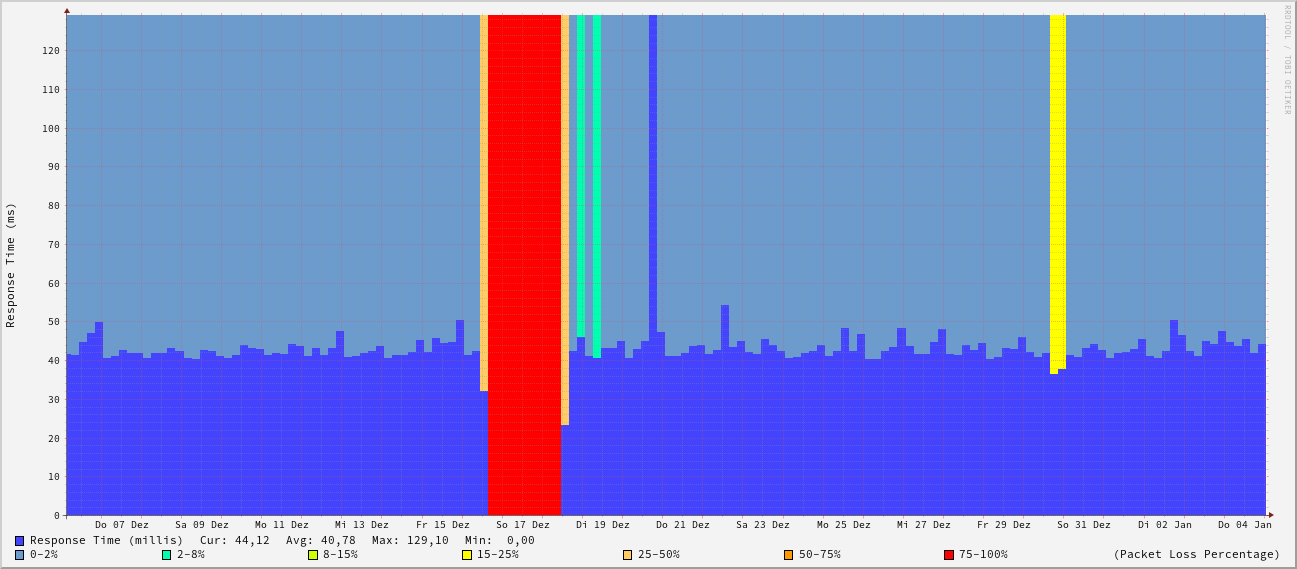 RRDTOOL / TOBI OETIKER
Response Time (ms)
120
110
100
90
80
70
60
50
40
30
20
10
0
Do 07 Dez Sa 09 Dez Mo 11 Dez Mi 13 Dez Fr 15 Dez So 17 Dez Di 19 Dez Do 21 Dez Sa 23 Dez Mo 25 Dez Mi 27 Dez Fr 29 Dez So 31 Dez Di 02 Jan Do 04 Jan
Response Time (millis) Cur: 44,12 Avg: 40,78 Max: 129,10 Min: 0,00
0-2% 2-8% 8-15% 15-25% 25-50% 50-75% 75-100% (Packet Loss Percentage)